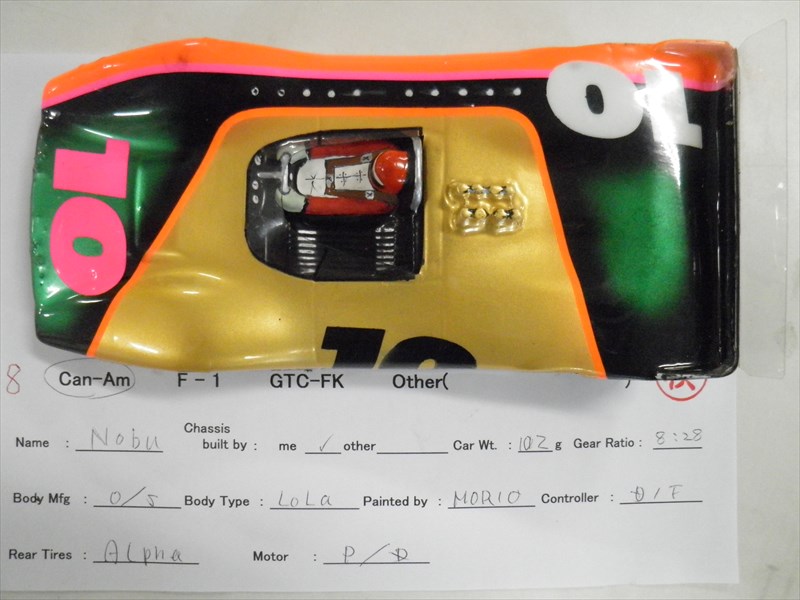 10
10
10
8 Can-Am F-1 GTC-FK Other( )
Name : Nobu Chassis built by : me ✓ other Car Wt. : 102 g Gear Ratio : 8:28
Body Mfg : O/S Body Type : LoLa Painted by : MORIO Controller :
Rear Tires : Alpha Motor : P/D